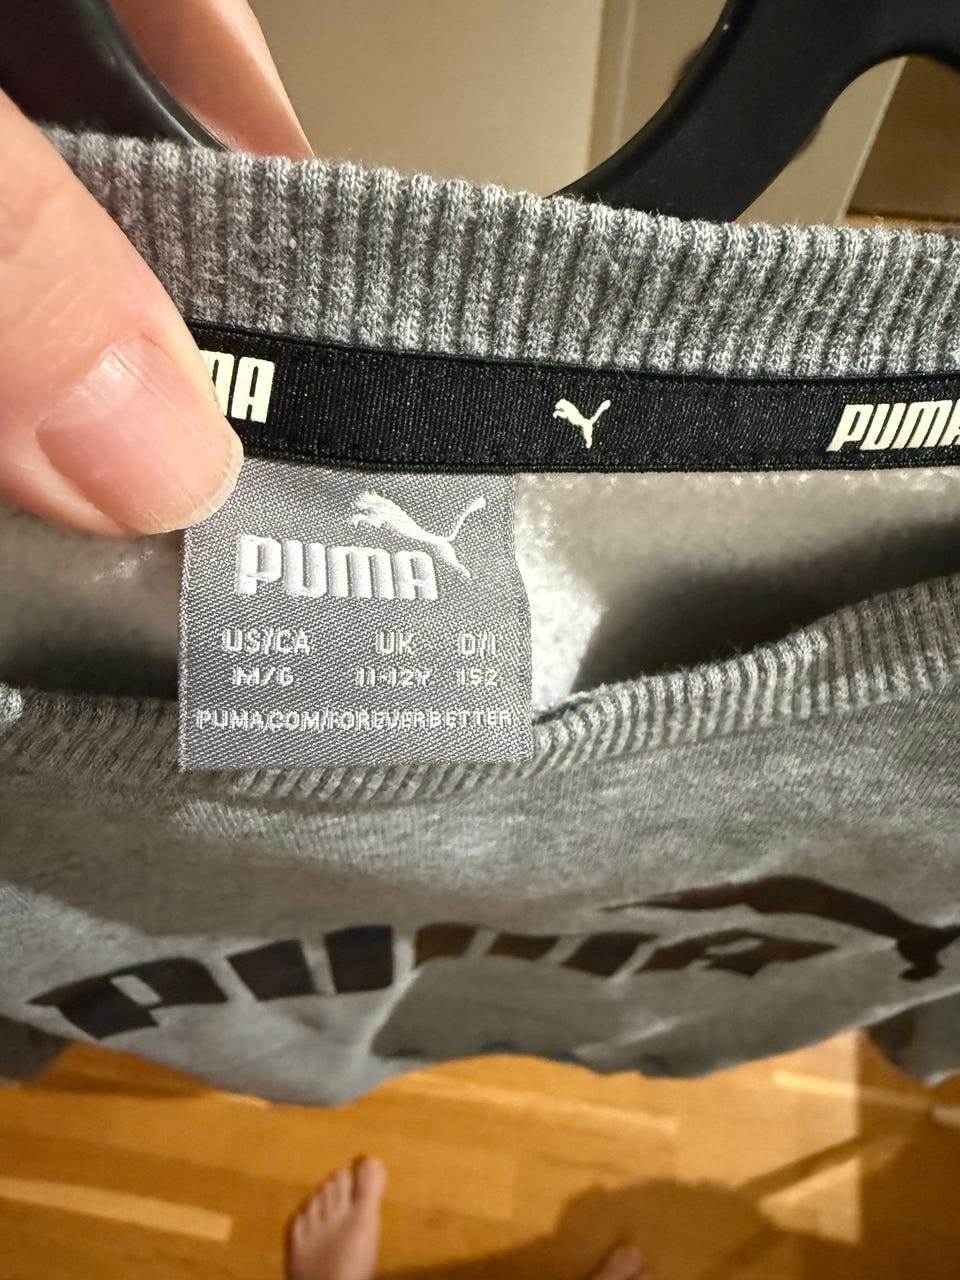 PUMA
PUMA
US/CA UK D/I
M/G 11-12Y 152
PUMA.COM/FOREVERBETTER
PUMA